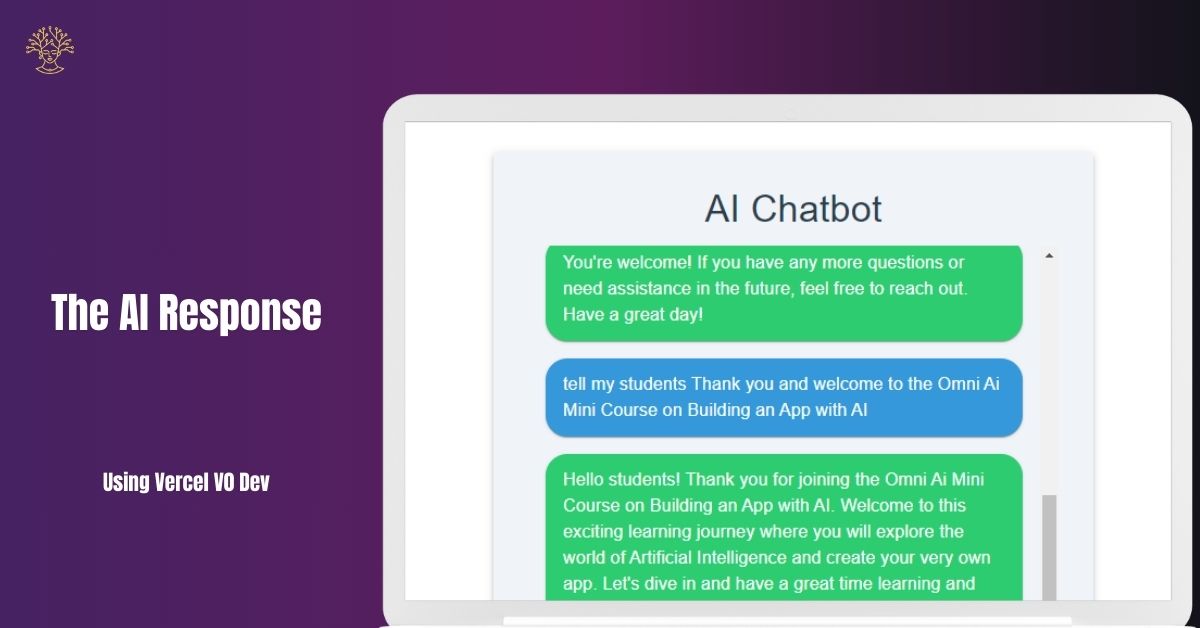 The AI Response
Using Vercel VO Dev
AI Chatbot
You're welcome! If you have any more questions or
need assistance in the future, feel free to reach out.
Have a great day!
tell my students Thank you and welcome to the Omni Ai
Mini Course on Building an App with AI
Hello students! Thank you for joining the Omni Ai Mini
Course on Building an App with AI. Welcome to this
exciting learning journey where you will explore the
world of Artificial Intelligence and create your very own
app. Let's dive in and have a great time learning and